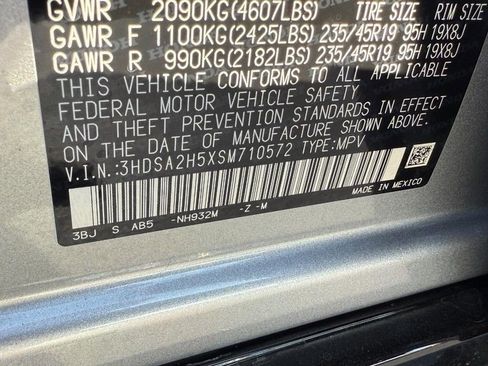 GVWR 2090KG(4607LBS) TIRE SIZE RIM SIZE
GAWR F 1100KG(2425LBS) 235/45R19 95H 19X8J
GAWR R 990KG(2182LBS) 235/45R19 95H 19X8J
THIS VEHICLE CONFORMS TO ALL APPLICABLE
FEDERAL MOTOR VEHICLE SAFETY
AND THEFT PREVENTION STANDARDS IN EFFECT
ON THE DATE OF MANUFACTURE SHOWN ABOVE.
V.I.N.:3HDSA2H5XSM710572 TYPE:MPV
MADE IN MEXICO
3BJ S AB5 -NH932M -Z -M